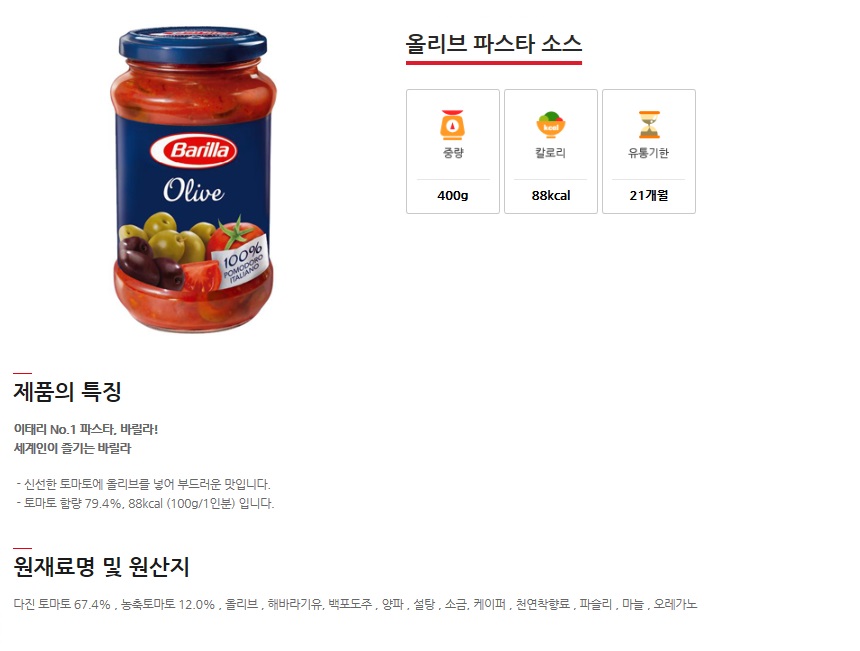 Barilla
Olive
100%
POMODORO
ITALIANO
올리브 파스타 소스
kcal
중량
칼로리
유통기한
400g
88kcal
21개월
제품의 특징
이태리 No.1 파스타, 바릴라!
세계인이 즐기는 바릴라
- 신선한 토마토에 올리브를 넣어 부드러운 맛입니다.
- 토마토 함량 79.4%, 88kcal (100g/1인분) 입니다.
원재료명 및 원산지
다진 토마토 67.4% , 농축토마토 12.0% , 올리브 , 해바라기유, 백포도주 , 양파 , 설탕 , 소금, 케이퍼 , 천연착향료 , 파슬리 , 마늘 , 오레가노